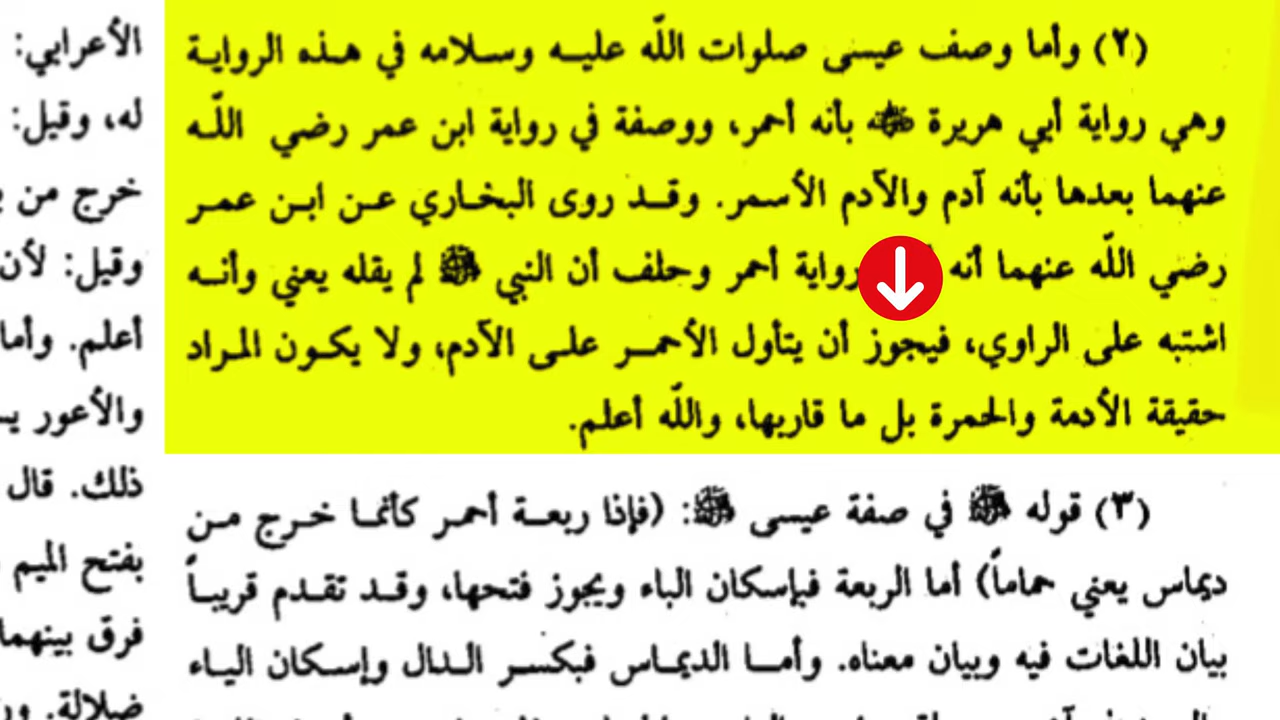 (٢) وأما وصف عيسى صلوات اللّه عليه وسلامه في هذه الرواية
وهي رواية أبي هريرة ﷺ بأنه أحمر، ووصفة في رواية ابن عمر رضي اللّه
عنهما بعدها بأنه آدم والآدم الأسمر. وقد روى البخاري عن ابن عمر
رضي اللّه عنهما أنه رواية أحمر وحلف أن النبي ﷺ لم يقله يعني وأنه
اشتبه على الراوي، فيجوز أن يتأول الأحمر على الآدم، ولا يكون المراد
حقيقة الأدمة والحمرة بل ما قاربها، واللّه أعلم.
(٣) قوله ﷺ في صفة عيسى ﷺ: (فإذا ربعة أحمر كأنما خرج من
ديماس يعني حماماً) أما الربعة فبإسكان الباء ويجوز فتحها، وقد تقدم قريباً
بيان اللغات فيه وبيان معناه. وأما الديماس فبكسر الدال وإسكان الياء
الأعرابي:
له، وقيل:
خرج من
وقيل: لأن
أعلم. وأما
والأعور
ذلك. قال
بفتح الميم
فرق بينهما
ضلالة.